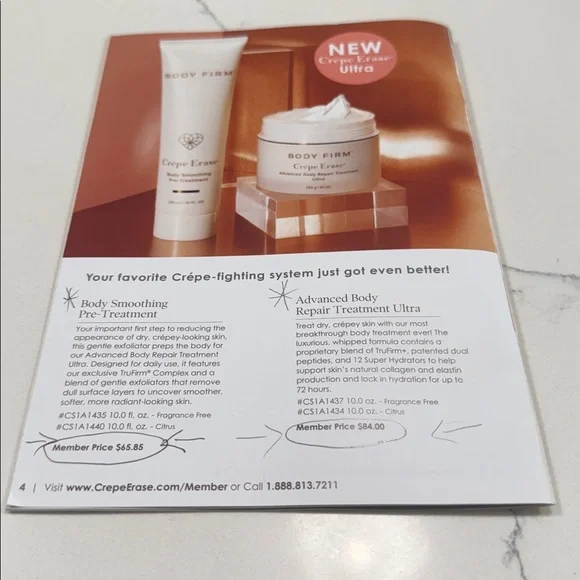 NEW
Crépe Erase®
Ultra
BODY FIRM™
Crépe Erase®
Body Smoothing
Pre-Treatment
BODY FIRM™
Crépe Erase®
Advanced Body Repair Treatment
Ultra
Your favorite Crépe-fighting system just got even better!
Body Smoothing
Pre-Treatment
Your important first step to reducing the
appearance of dry, crépey-looking skin,
this gentle exfoliator preps the body for
our Advanced Body Repair Treatment
Ultra. Designed for daily use, it features
our exclusive TruFirm® Complex and a
blend of gentle exfoliators that remove
dull surface layers to uncover smoother,
softer, more radiant-looking skin.
#CS1A1435 10.0 fl. oz. - Fragrance Free
#CS1A1440 10.0 fl. oz. - Citrus
Member Price $65.85
Advanced Body
Repair Treatment Ultra
Treat dry, crépey skin with our most
breakthrough body treatment ever! The
luxurious, whipped formula contains a
proprietary blend of TruFirm+, patented dual
peptides, and 12 Super Hydrators to help
support skin's natural collagen and elastin
production and lock in hydration for up to
72 hours.
#CS1A1437 10.0 oz. - Fragrance Free
#CS1A1434 10.0 oz. - Citrus
Member Price $84.00
4 | Visit www.CrepeErase.com/Member or Call 1.888.813.7211